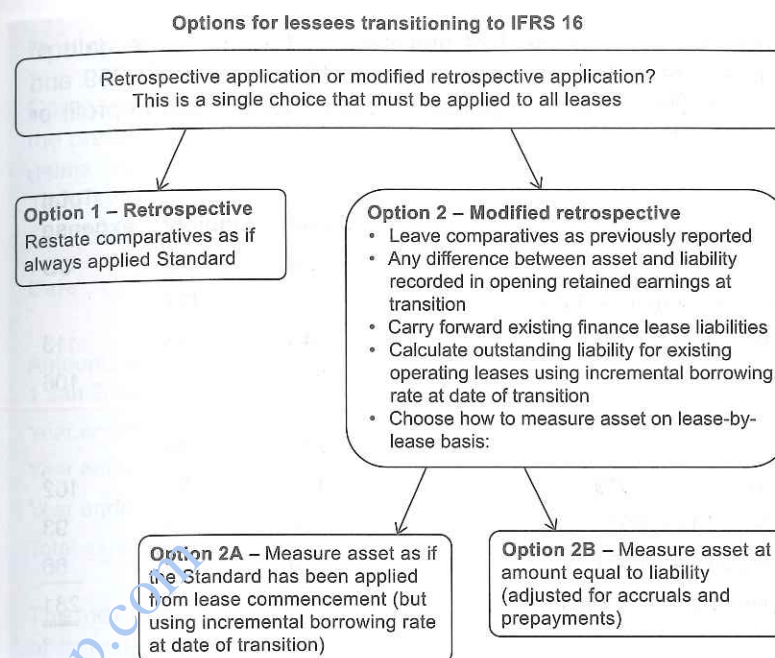 Options for lessees transitioning to IFRS 16
Retrospective application or modified retrospective application?
This is a single choice that must be applied to all leases
Option 1 – Retrospective
Restate comparatives as if
always applied Standard
Option 2 – Modified retrospective
• Leave comparatives as previously reported
• Any difference between asset and liability
recorded in opening retained earnings at
transition
• Carry forward existing finance lease liabilities
• Calculate outstanding liability for existing
operating leases using incremental borrowing
rate at date of transition
• Choose how to measure asset on lease-by-
lease basis:
Option 2A – Measure asset as if
the Standard has been applied
from lease commencement (but
using incremental borrowing rate
at date of transition)
Option 2B – Measure asset at
amount equal to liability
(adjusted for accruals and
prepayments)
p.com